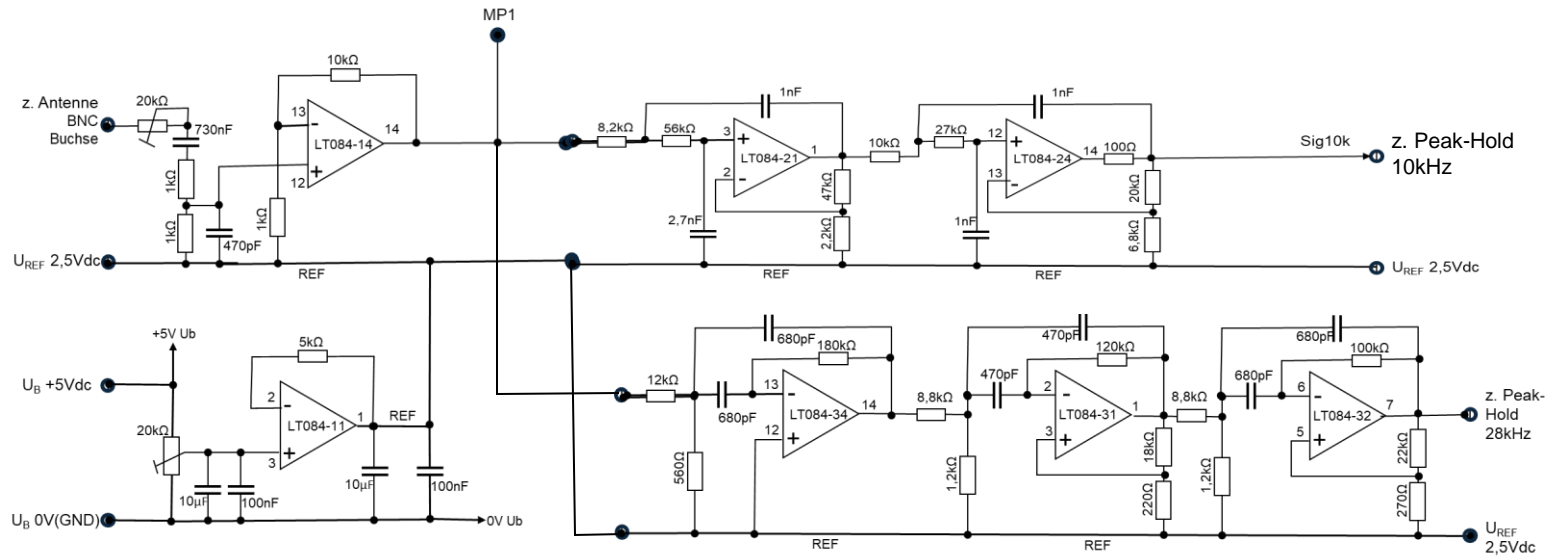 MP1
z. Antenne
BNC
Buchse
20kΩ
730nF
1kΩ
1kΩ
470pF
1kΩ
10kΩ
13
-
LT084-14
+
12
14
8,2kΩ
56kΩ
1nF
2,7nF
3
+
LT084-21
2
-
1
47kΩ
2,2kΩ
10kΩ
27kΩ
1nF
1nF
12
+
LT084-24
13
-
14
100Ω
20kΩ
6,8kΩ
Sig10k
z. Peak-Hold
10kHz
UREF 2,5Vdc
REF
REF
REF
UREF 2,5Vdc
+5V Ub
UB +5Vdc
20kΩ
10µF
100nF
5kΩ
2
-
LT084-11
+
3
1
REF
10µF
100nF
UB 0V(GND)
0V Ub
12kΩ
560Ω
680pF
680pF
180kΩ
13
-
LT084-34
12
+
14
8,8kΩ
1,2kΩ
470pF
470pF
120kΩ
2
-
LT084-31
3
+
1
18kΩ
220Ω
8,8kΩ
1,2kΩ
680pF
680pF
100kΩ
6
-
LT084-32
5
+
7
22kΩ
270Ω
z. Peak-
Hold
28kHz
REF
REF
UREF
2,5Vdc